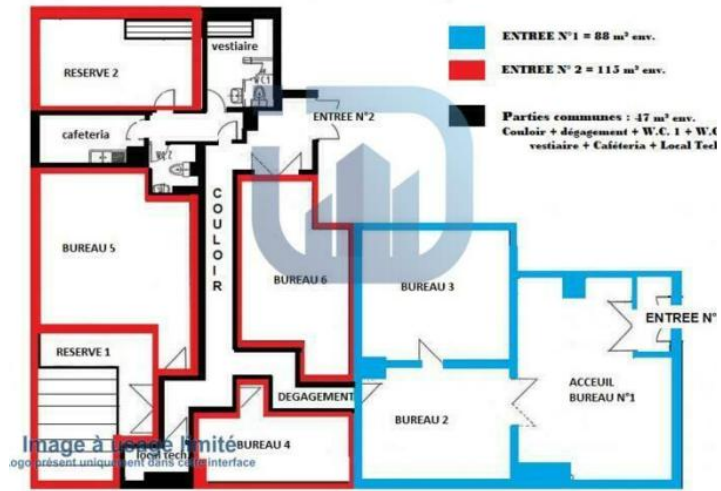 vestiaire
RESERVE 2
W.C 1
cafeteria
ENTREE N°2
COULOIR
BUREAU 5
BUREAU 6
BUREAU 3
RESERVE 1
ENTREE N°
ACCEUIL
BUREAU N°1
DEGAGEMENT
BUREAU 2
BUREAU 4
local tech
ENTREE N°1 = 88 m² env.
ENTREE N° 2 = 115 m² env.
Parties communes : 47 m² env.
Couloir + dégagement + W.C. 1 + W.C
vestiaire + Caféteria + Local Tech
Image à usage limité
ogo présent uniquement dans cette interface